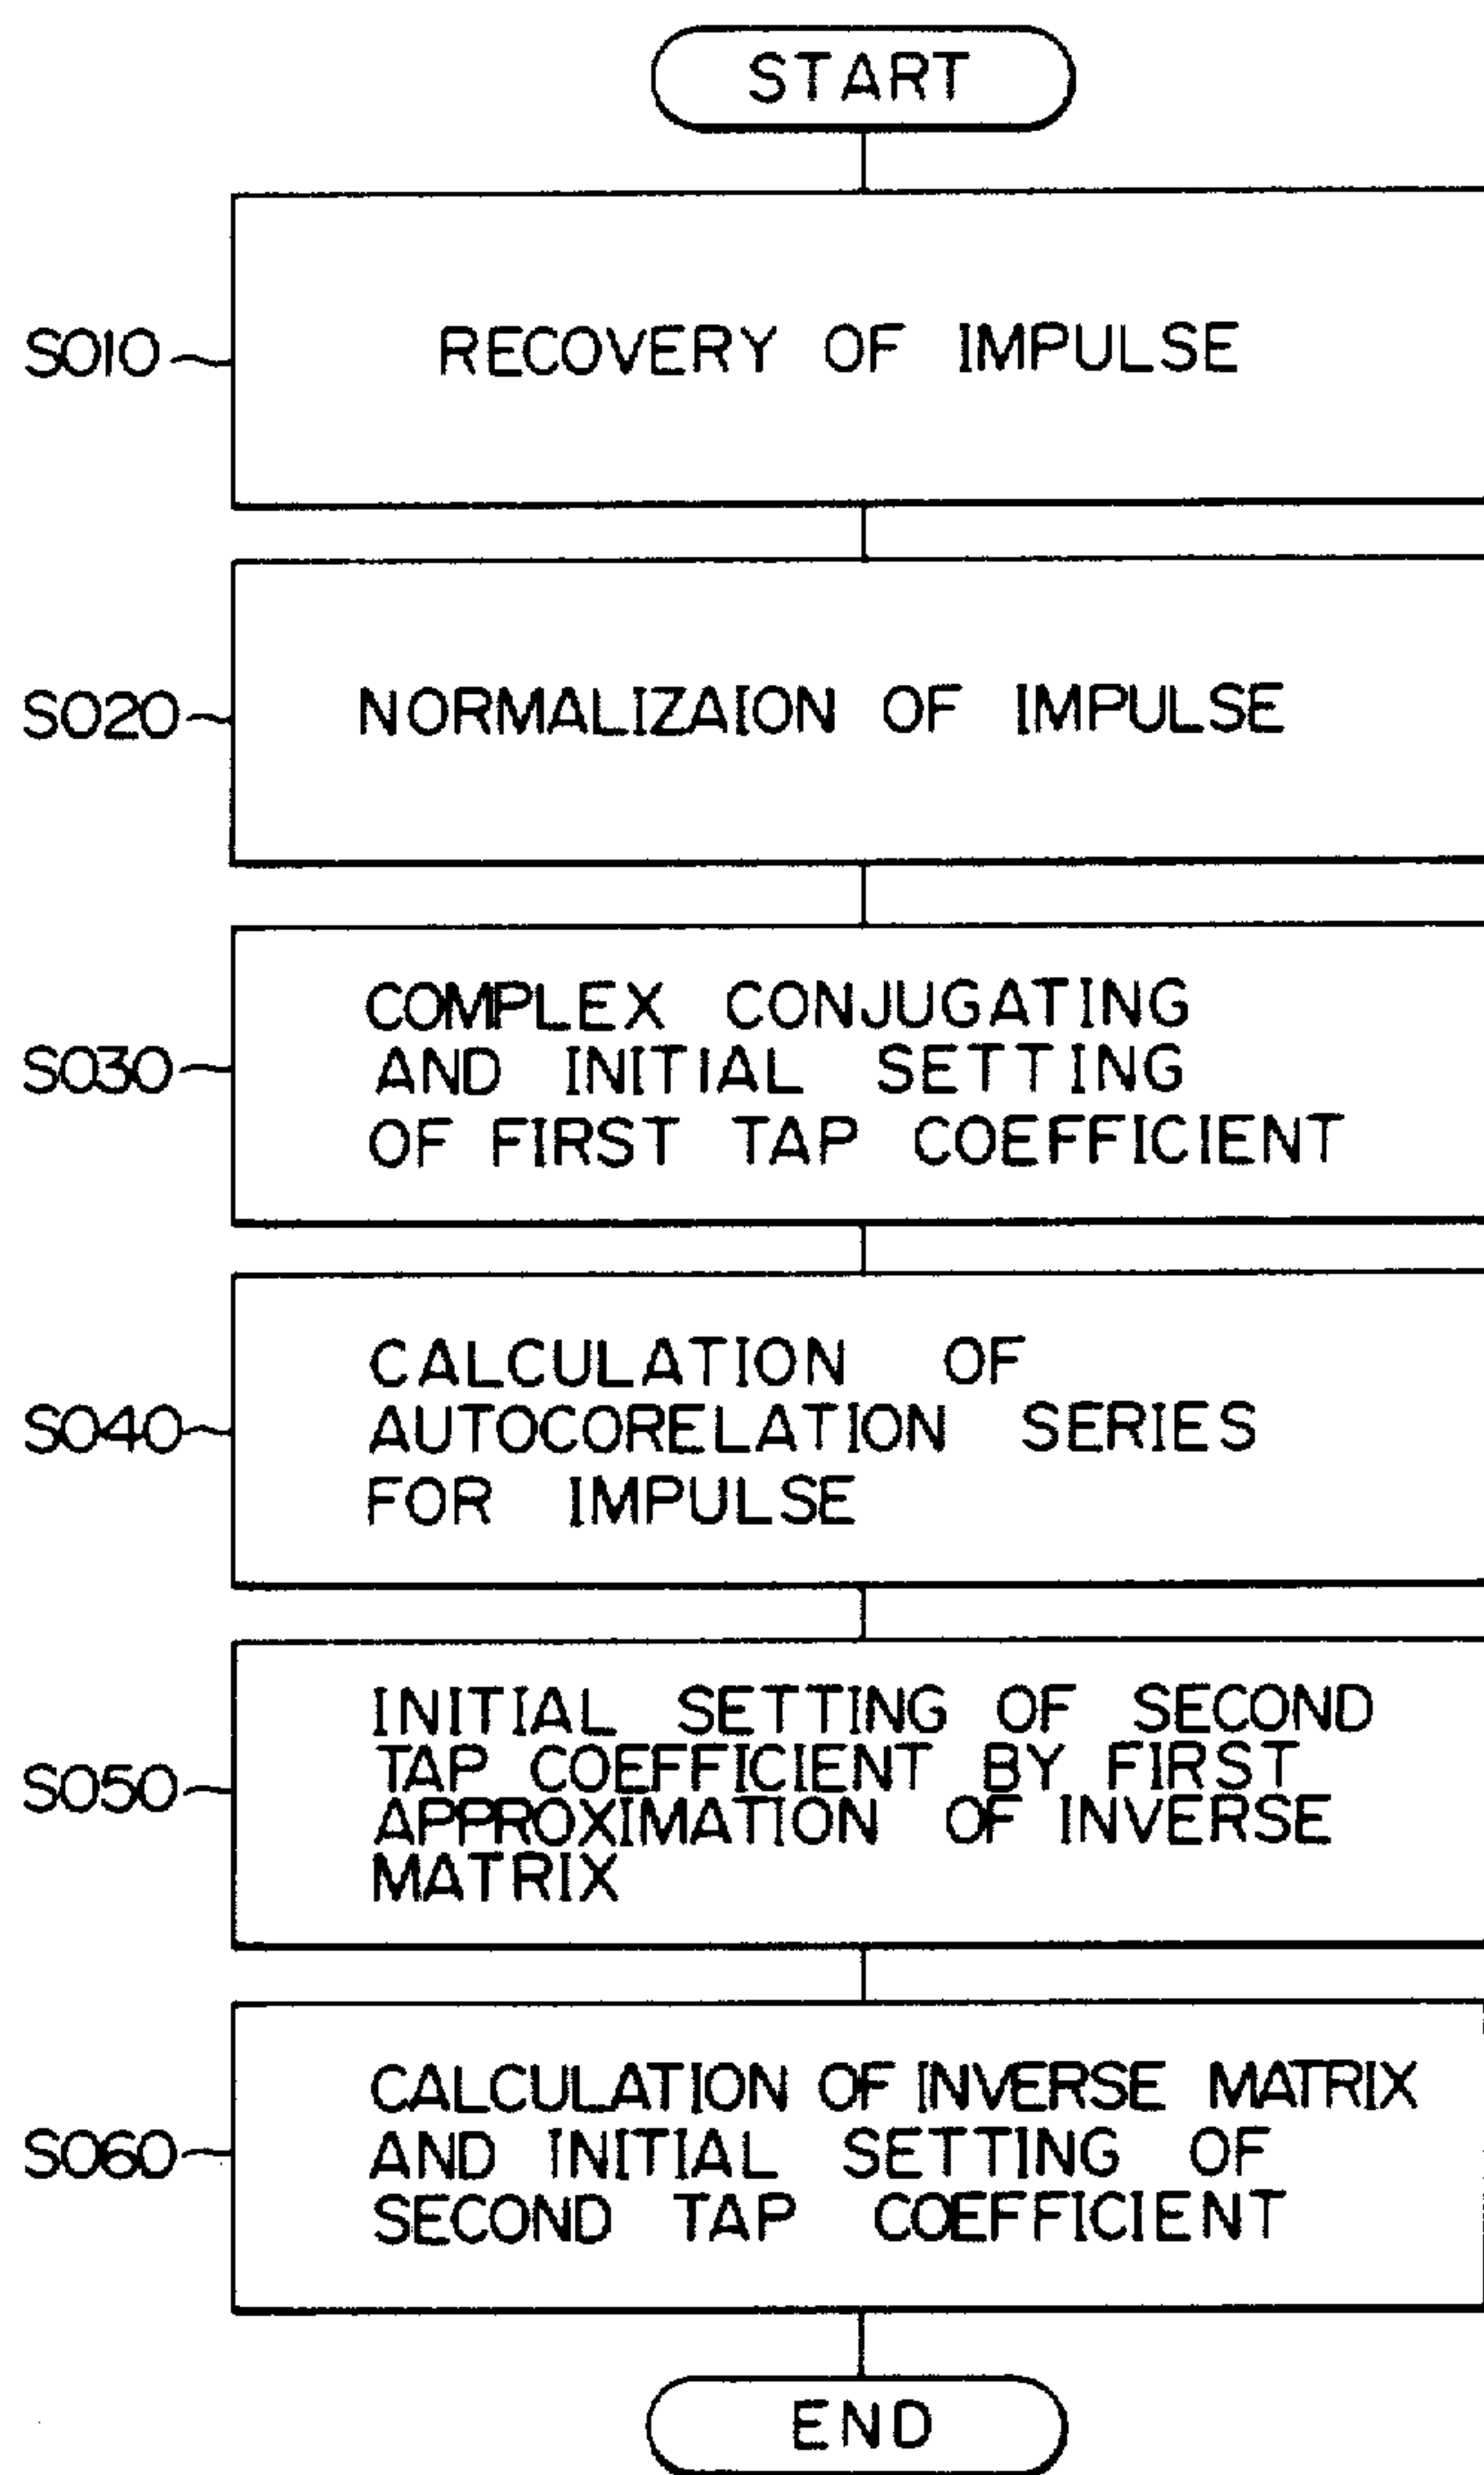 START
S010
RECOVERY OF IMPULSE
S020
NORMALIZAION OF IMPULSE
S030
COMPLEX CONJUGATING
AND INITIAL SETTING
OF FIRST TAP COEFFICIENT
S040
CALCULATION OF
AUTOCORELATION SERIES
FOR IMPULSE
S050
INITIAL SETTING OF SECOND
TAP COEFFICIENT BY FIRST
APPROXIMATION OF INVERSE
MATRIX
S060
CALCULATION OF INVERSE MATRIX
AND INITIAL SETTING OF
SECOND TAP COEFFICIENT
END